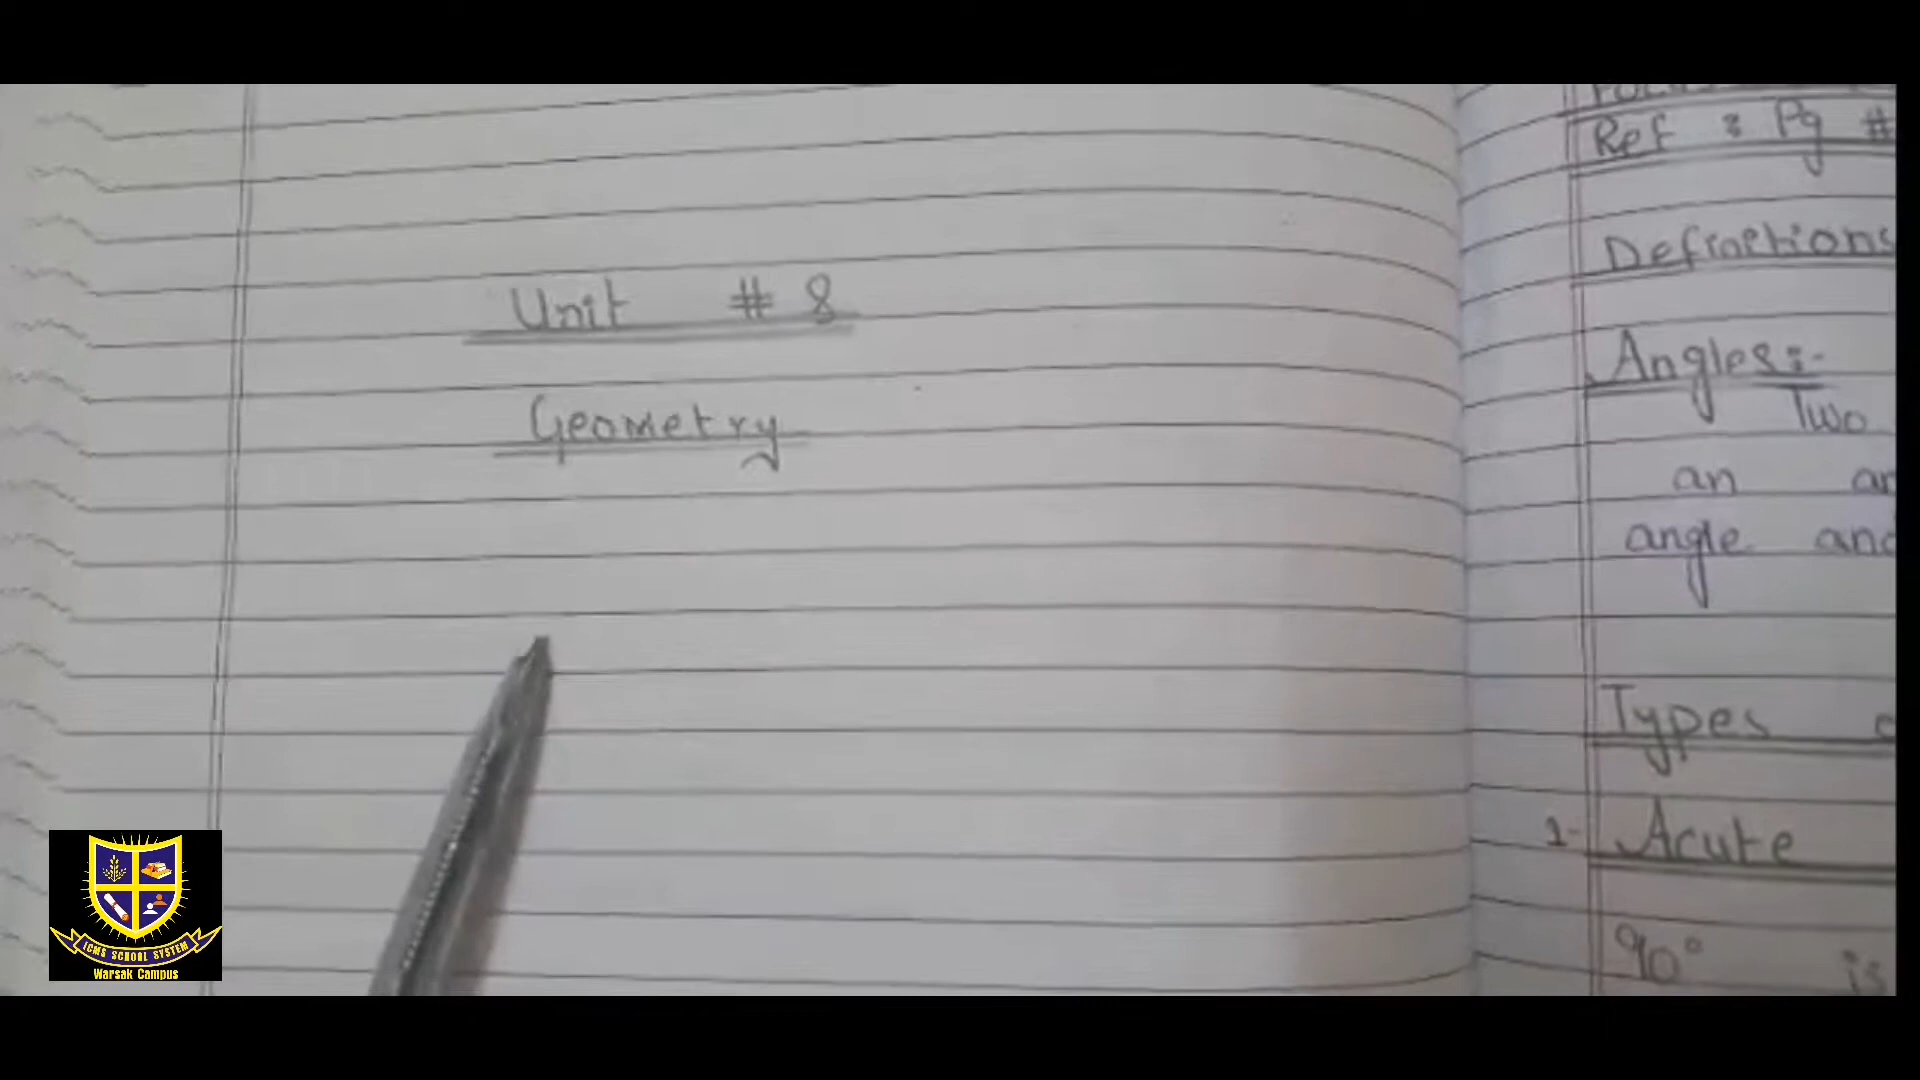 Unit # 8
Geometry
Ref : Pg #
Definitions
Angles:-
Two
an an
angle and
Types
1- Acute
90° is
ICMS SCHOOL SYSTEM
Warsak Campus